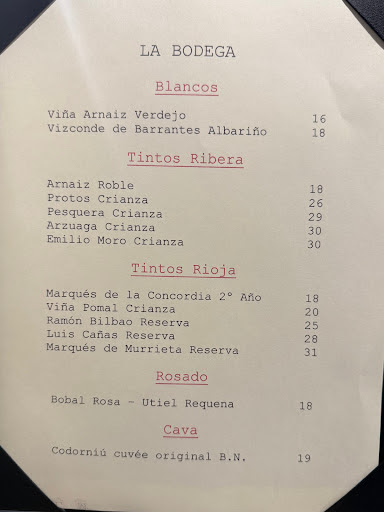 LA BODEGA
Blancos
Viña Arnaiz Verdejo 16
Vizconde de Barrantes Albariño 18
Tintos Ribera
Arnaiz Roble 18
Protos Crianza 26
Pesquera Crianza 29
Arzuaga Crianza 30
Emilio Moro Crianza 30
Tintos Rioja
Marqués de la Concordia 2º Año 18
Viña Pomal Crianza 20
Ramón Bilbao Reserva 25
Luis Cañas Reserva 28
Marqués de Murrieta Reserva 31
Rosado
Bobal Rosa – Utiel Requena 18
Cava
Codorniú cuvée original B.N. 19